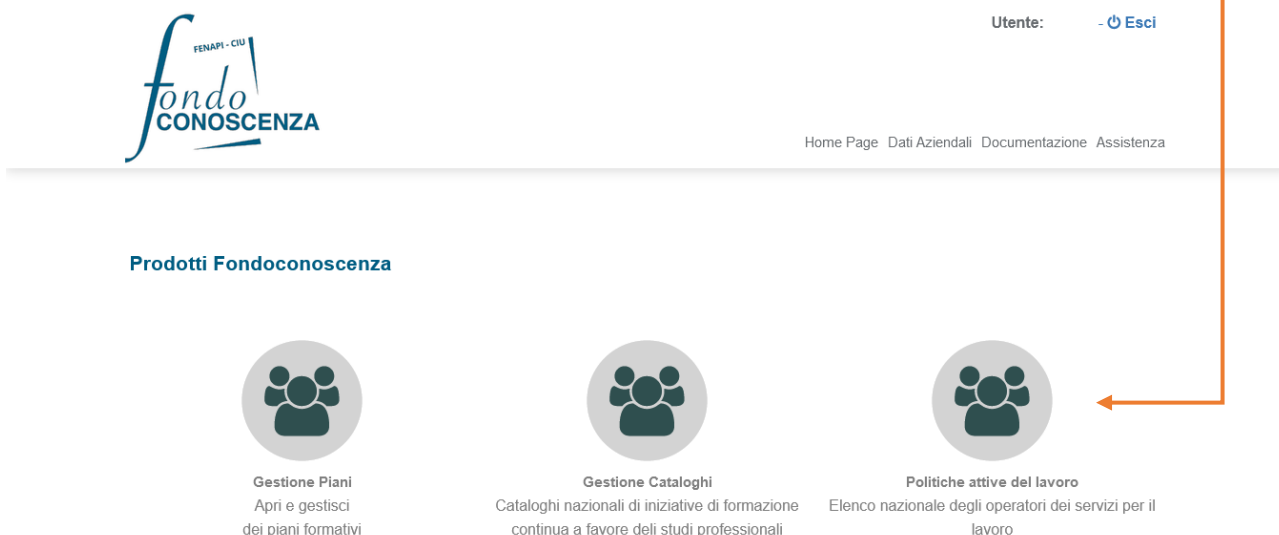 Utente: - Esci
FENAPI - CIU
fondo
CONOSCENZA
Home Page Dati Aziendali Documentazione Assistenza
Prodotti Fondoconoscenza
Gestione Piani
Apri e gestisci
dei piani formativi
Gestione Cataloghi
Cataloghi nazionali di iniziative di formazione
continua a favore deli studi professionali
Politiche attive del lavoro
Elenco nazionale degli operatori dei servizi per il
lavoro